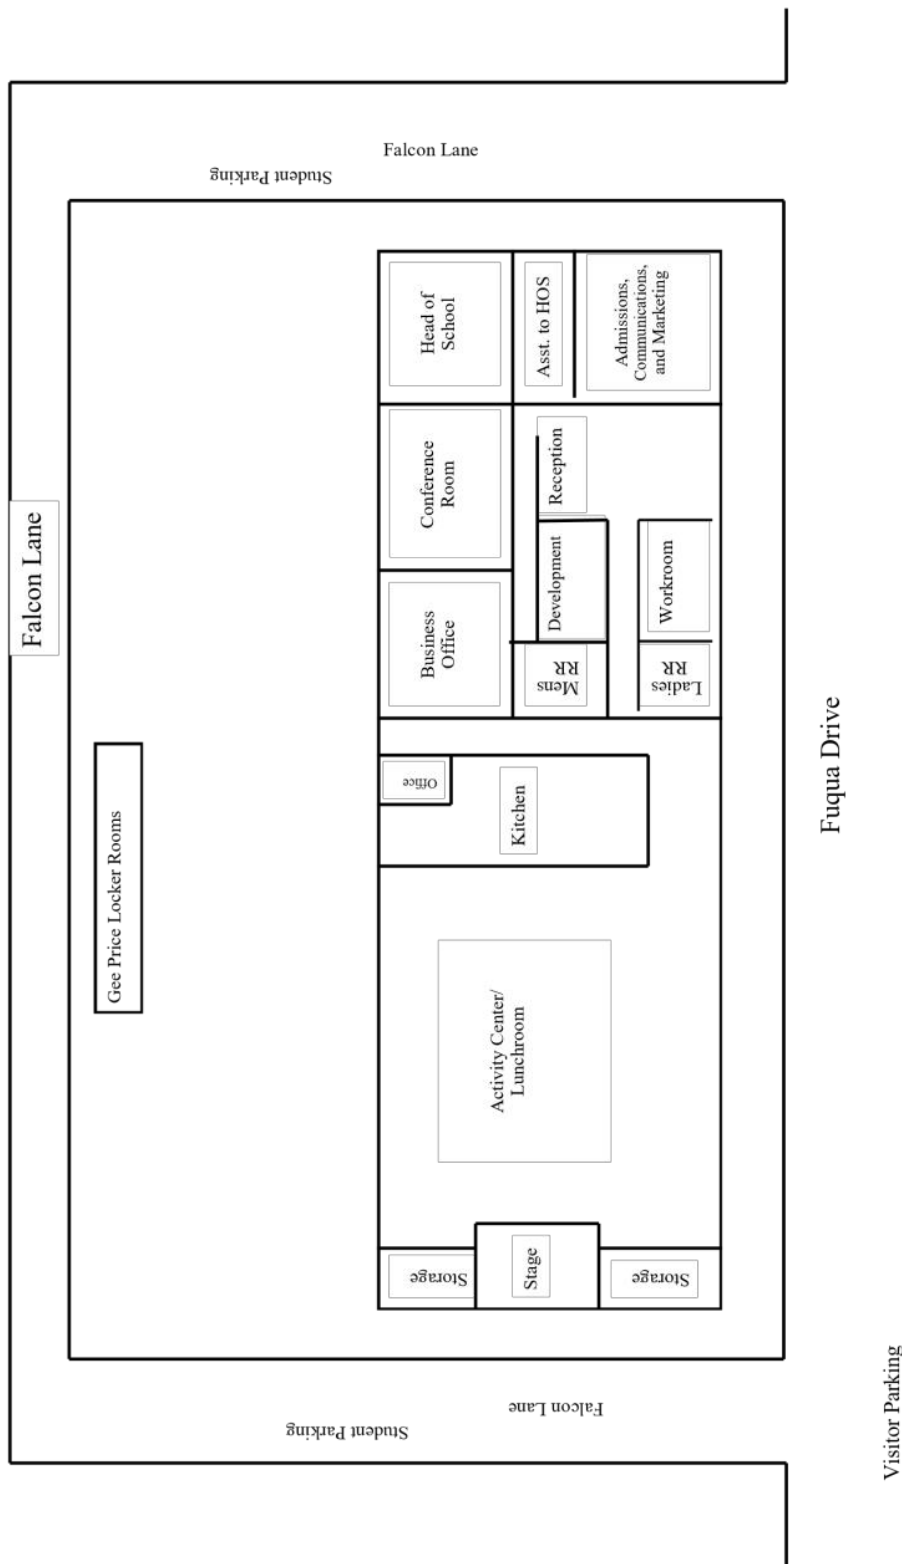 Falcon Lane
Student Parking
Head of
School
Asst. to HOS
Admissions,
Communications,
and Marketing
Falcon Lane
Conference
Room
Reception
Business
Office
Development
Workroom
Mens
RR
Ladies
RR
Fuqua Drive
Office
Kitchen
Gee Price Locker Rooms
Activity Center/
Lunchroom
Storage
Stage
Storage
Falcon Lane
Student Parking
Visitor Parking